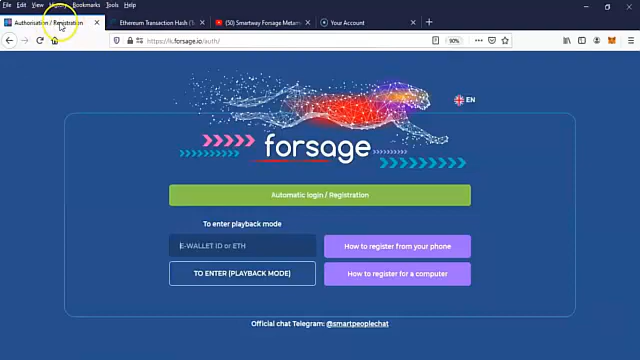 File Edit View History Bookmarks Tools Help
Authorisation / Registration
Ethereum Transaction Hash (
(50) Smartway Forsage Metam
Your Account
https://lk.forsage.io/auth/
90%
EN
forsage
Automatic login / Registration
To enter playback mode
E-WALLET ID or ETH
How to register from your phone
TO ENTER (PLAYBACK MODE)
How to register for a computer
Official chat Telegram: @smartpeoplechat